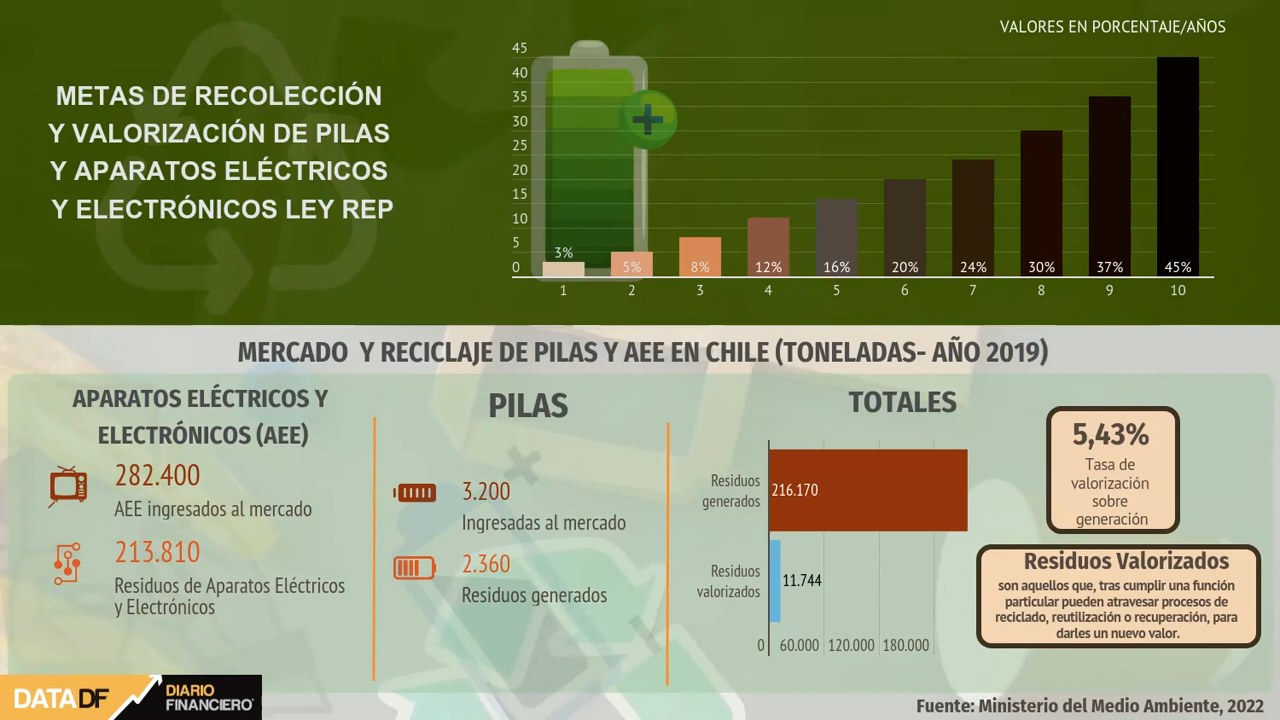 VALORES EN PORCENTAJE/AÑOS
METAS DE RECOLECCIÓN
Y VALORIZACIÓN DE PILAS
Y APARATOS ELÉCTRICOS
Y ELECTRÓNICOS LEY REP
45
40
35
30
25
20
15
10
5
0
3%
5%
8%
12%
16%
20%
24%
30%
37%
45%
1
2
3
4
5
6
7
8
9
10
MERCADO Y RECICLAJE DE PILAS Y AEE EN CHILE (TONELADAS- AÑO 2019)
APARATOS ELÉCTRICOS Y
ELECTRÓNICOS (AEE)
282.400
AEE ingresados al mercado
213.810
Residuos de Aparatos Eléctricos
y Electrónicos
PILAS
3.200
Ingresadas al mercado
2.360
Residuos generados
TOTALES
Residuos
generados
216.170
Residuos
valorizados
11.744
0
60.000
120.000
180.000
5,43%
Tasa de
valorización
sobre
generación
Residuos Valorizados
son aquellos que, tras cumplir una función
particular pueden atravesar procesos de
reciclado, reutilización o recuperación, para
darles un nuevo valor.
DATA DF
DIARIO
FINANCIERO
Fuente: Ministerio del Medio Ambiente, 2022